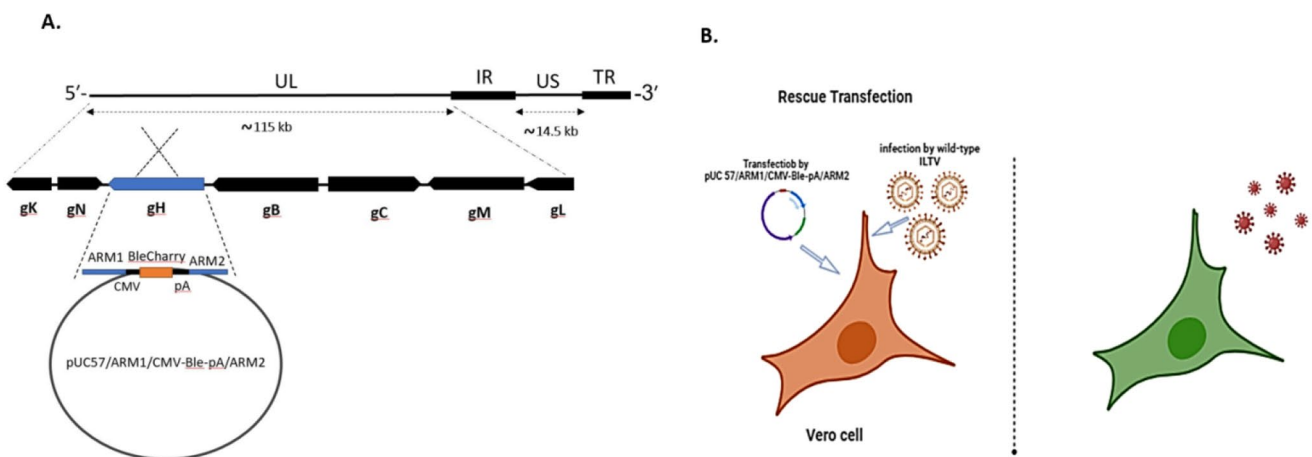 A.
5′-
UL
IR
US
TR
-3′
~115 kb
~14.5 kb
gK
gN
gH
gB
gC
gM
gL
ARM1
BleCharry
ARM2
CMV
pA
pUC57/ARM1/CMV-Ble-pA/ARM2
B.
Rescue Transfection
Transfectiob by
pUC 57/ARM1/CMV-Ble-pA/ARM2
infection by wild-type
ILTV
Vero cell